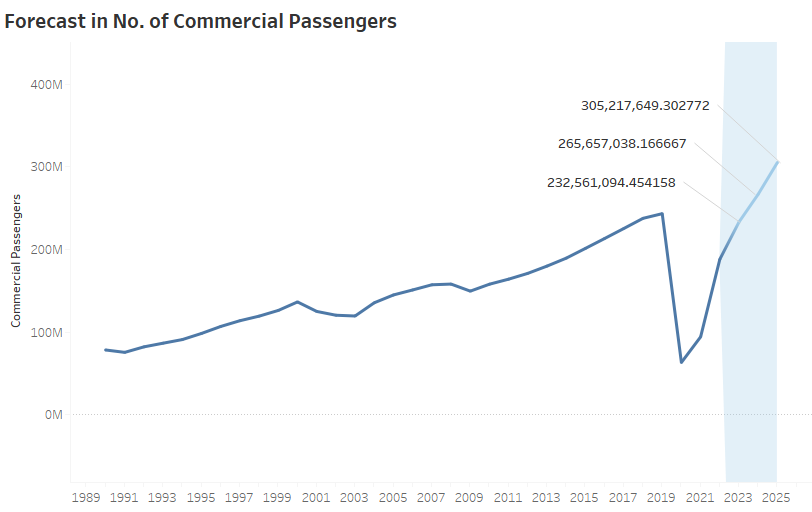 Forecast in No. of Commercial Passengers
400M
305,217,649.302772
265,657,038.166667
300M
232,561,094.454158
200M
100M
0M
Commercial Passengers
1989 1991 1993 1995 1997 1999 2001 2003 2005 2007 2009 2011 2013 2015 2017 2019 2021 2023 2025